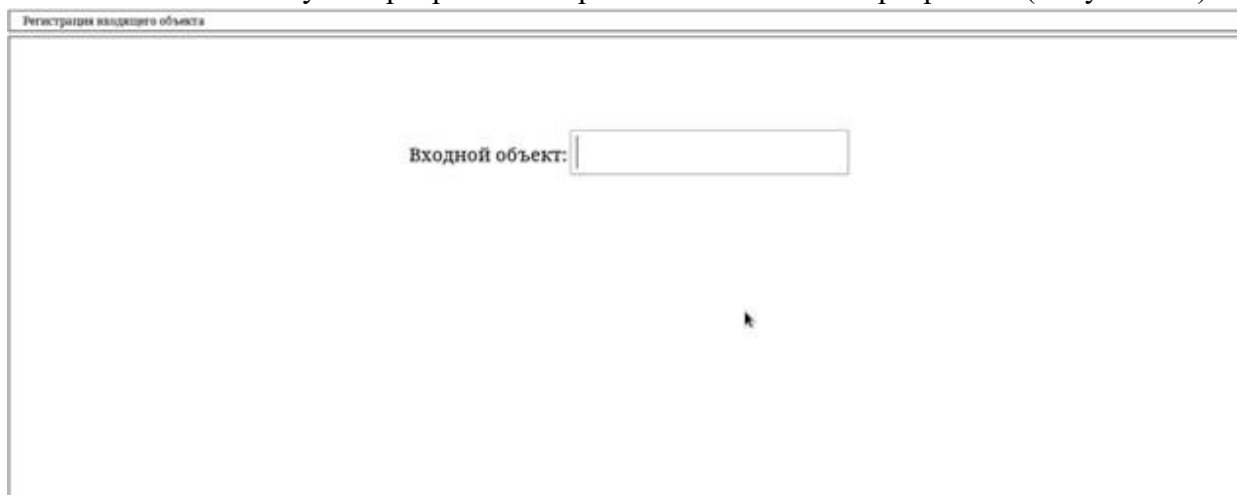 Регистрация входящего объекта
Входной объект: